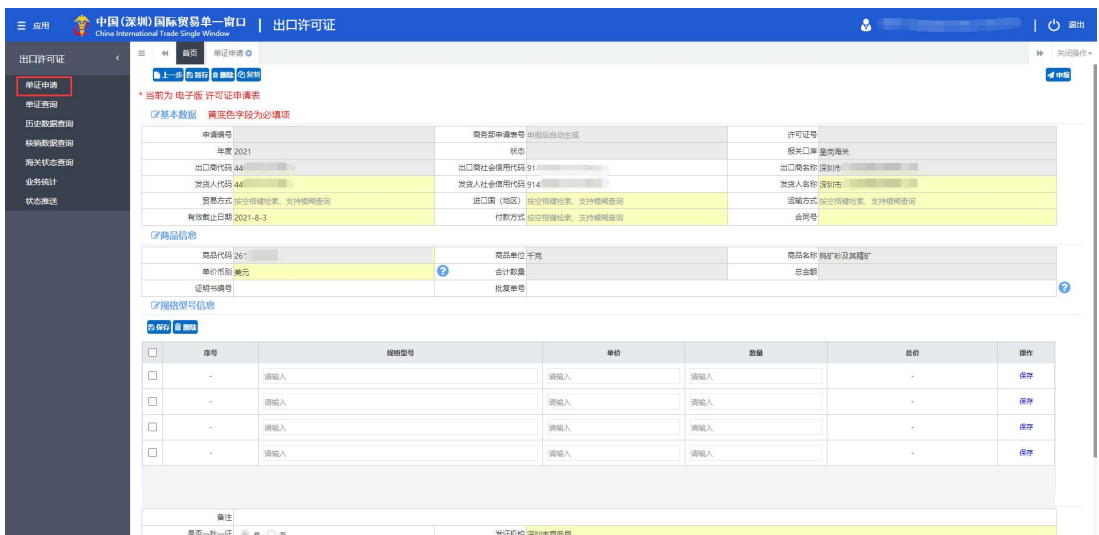 三 应用 中国(深圳)国际贸易单一窗口 | 出口许可证 | 退出
China International Trade Single Window
出口许可证
单证申请
单证查询
历史数据查询
核销数据查询
海关状态查询
业务统计
状态推送
首页 单证申请 关闭操作
上一步 暂存 删除 复制 申报
* 当前为 电子版 许可证申请表
基本数据 黄底色字段为必填项
申请编号 商务部申请表号 申报后自动生成 许可证号
年度 2021 状态 报关口岸 皇岗海关
出口商代码 44 出口商社会信用代码 91 出口商名称 深圳市
发货人代码 44 发货人社会信用代码 914 发货人名称 深圳市
贸易方式 按空格键检索、支持模糊查询 进口国（地区） 按空格键检索、支持模糊查询 运输方式 按空格键检索、支持模糊查询
有效截止日期 2021-8-3 付款方式 按空格键检索、支持模糊查询 合同号
商品信息
商品代码 261 商品单位 千克 商品名称 钨矿砂及其精矿
单价币别 美元 合计数量 总金额
证明书编号 批复单号
规格型号信息
保存 删除
序号 规格型号 单价 数量 总价 操作
- 请输入 请输入 请输入 - 保存
- 请输入 请输入 请输入 - 保存
- 请输入 请输入 请输入 - 保存
- 请输入 请输入 请输入 - 保存
备注
是否一批一证 是 否 发证机构 深圳市商务局